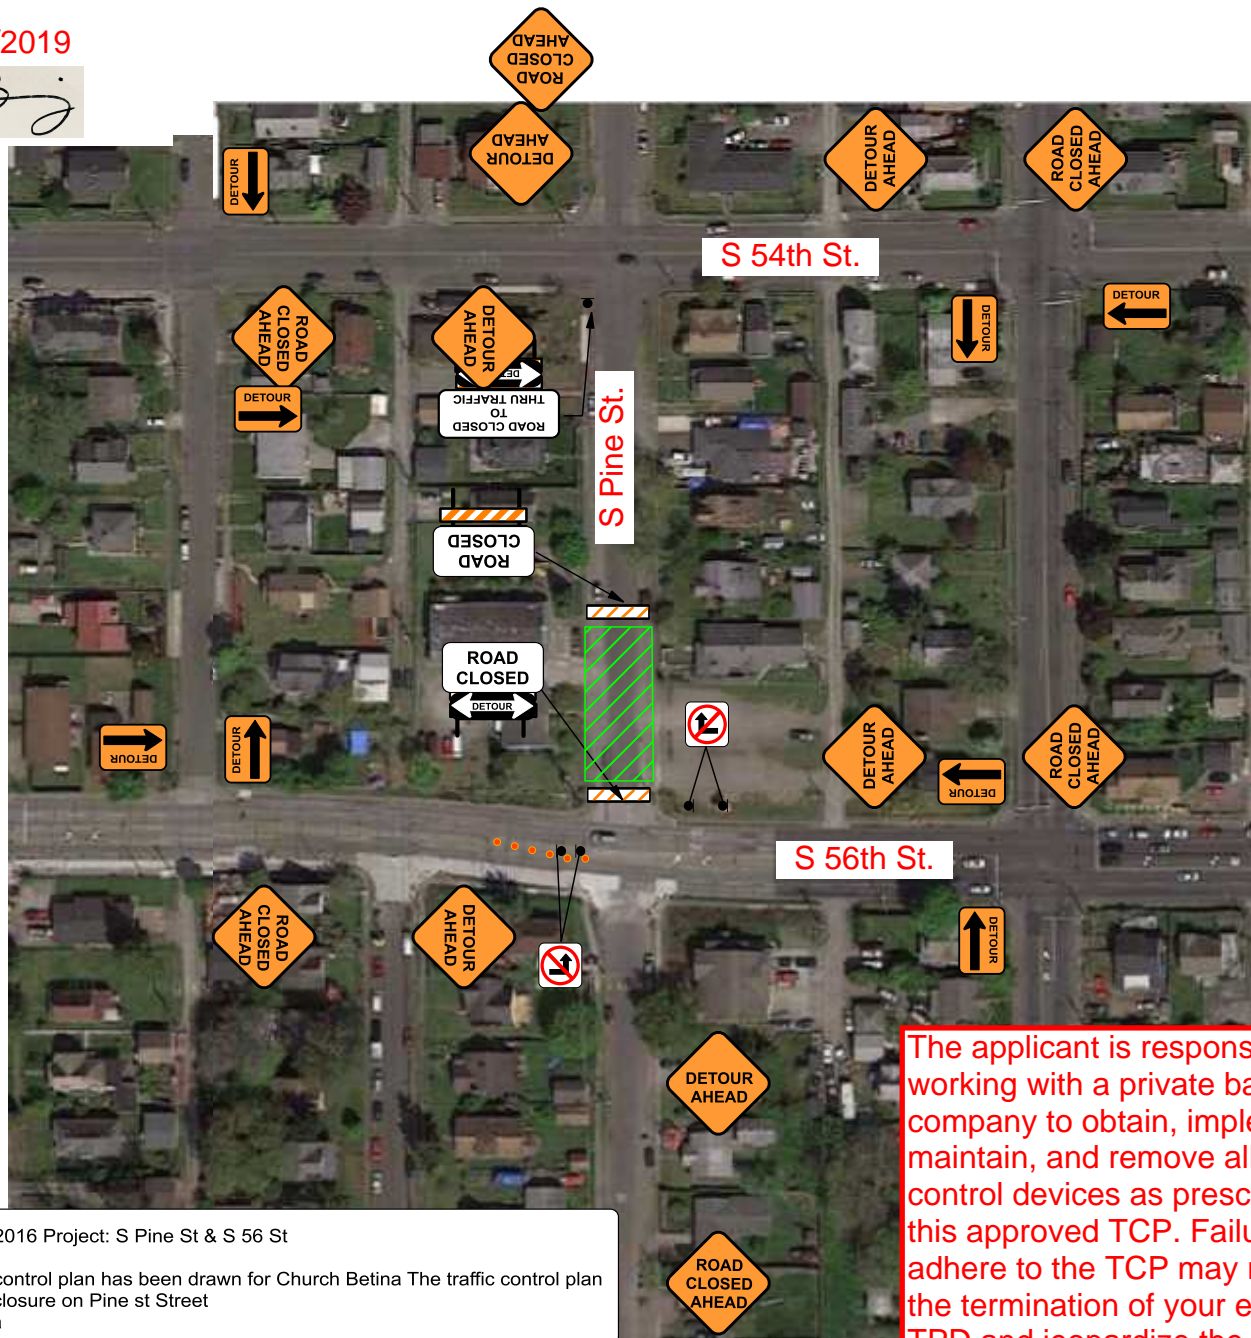 /2019
ROAD
CLOSED
AHEAD
DETOUR
AHEAD
DETOUR
DETOUR
AHEAD
ROAD
CLOSED
AHEAD
S 54th St.
ROAD
CLOSED
AHEAD
DETOUR
AHEAD
DETOUR
DETOUR
DETOUR
ROAD CLOSED
TO
THRU TRAFFIC
S Pine St.
ROAD
CLOSED
ROAD
CLOSED
DETOUR
DETOUR
DETOUR
DETOUR
AHEAD
DETOUR
ROAD
CLOSED
AHEAD
S 56th St.
ROAD
CLOSED
AHEAD
DETOUR
AHEAD
DETOUR
DETOUR
AHEAD
ROAD
CLOSED
AHEAD
The applicant is respons
working with a private ba
company to obtain, imple
maintain, and remove all
control devices as presc
this approved TCP. Failu
adhere to the TCP may r
the termination of your e
TPD and jeopardize the
2016 Project: S Pine St & S 56 St
control plan has been drawn for Church Betina The traffic control plan
closure on Pine st Street